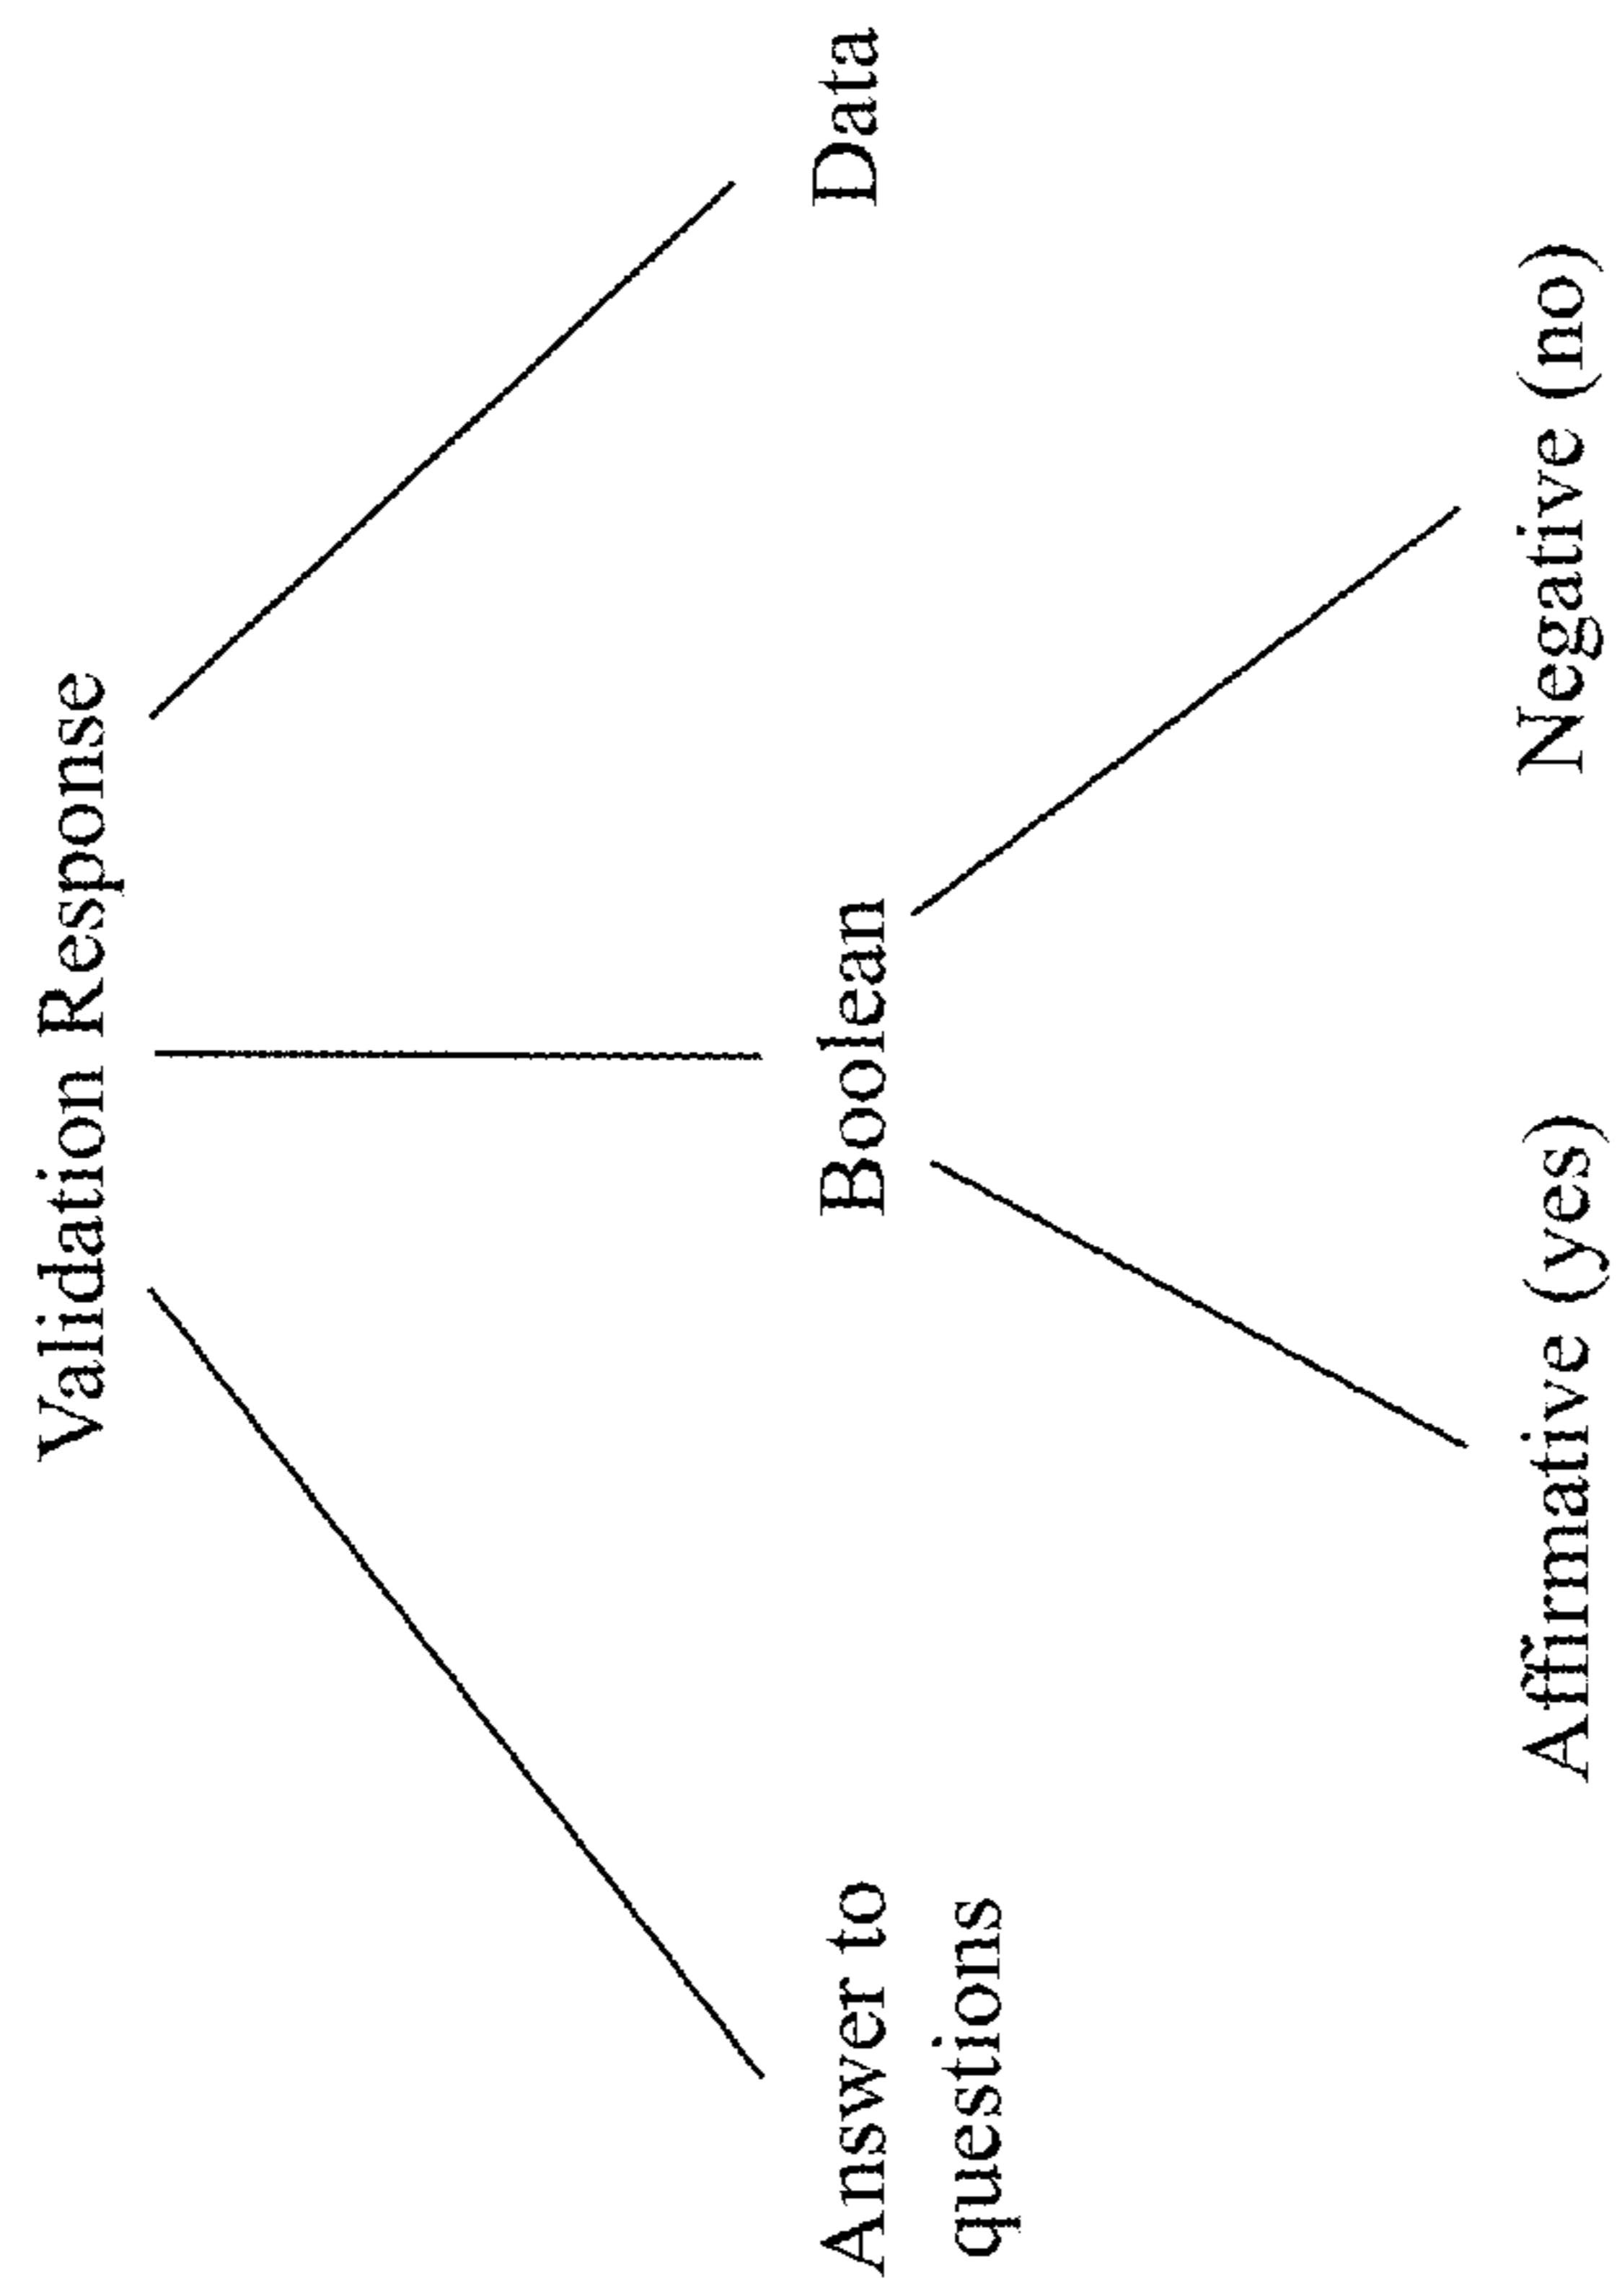 Validation Response
Answer to
questions
Boolean
Data
Affirmative (yes)
Negative (no)